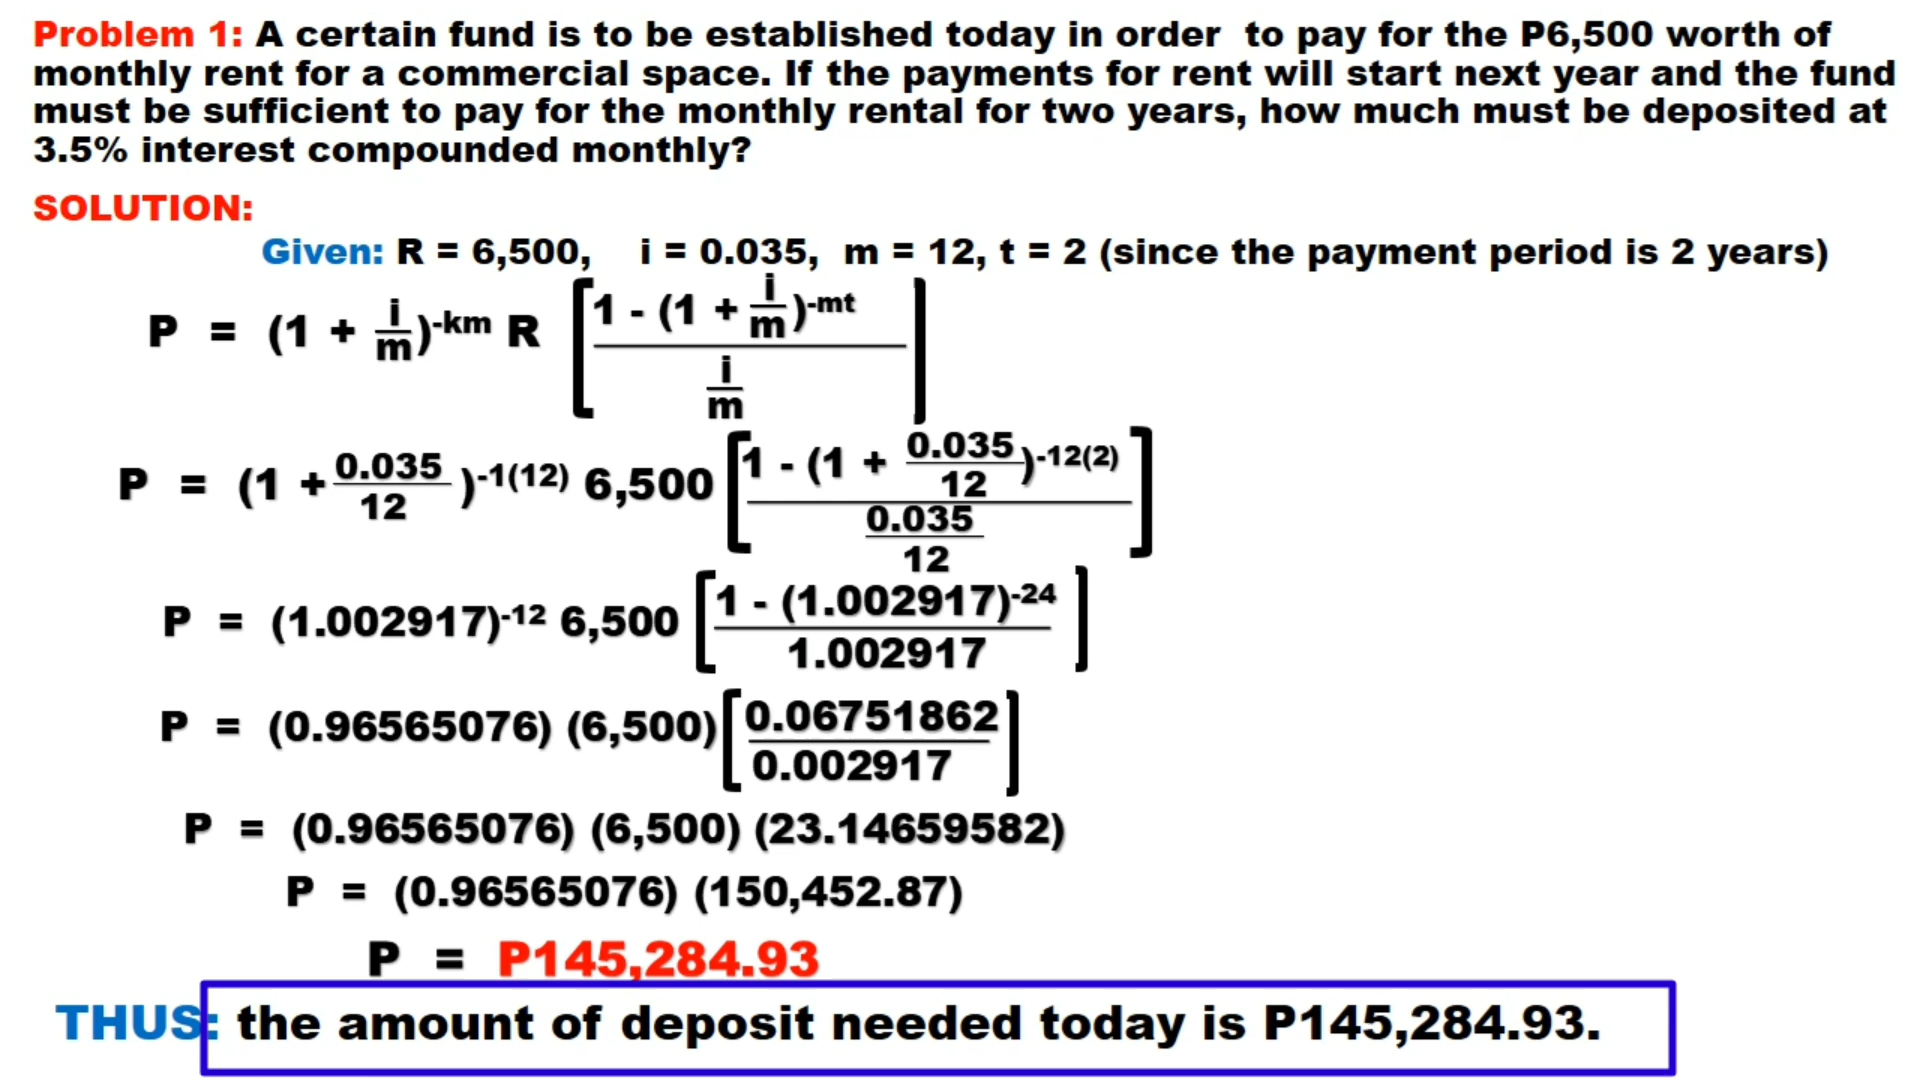 Problem 1: A certain fund is to be established today in order to pay for the P6,500 worth of
monthly rent for a commercial space. If the payments for rent will start next year and the fund
must be sufficient to pay for the monthly rental for two years, how much must be deposited at
3.5% interest compounded monthly?
SOLUTION:
Given: R = 6,500, i = 0.035, m = 12, t = 2 (since the payment period is 2 years)
P = (1 + i/m)^-km R [1 - (1 + i/m)^-mt / i/m]
P = (1 + 0.035/12)^-1(12) 6,500 [1 - (1 + 0.035/12)^-12(2) / 0.035/12]
P = (1.002917)^-12 6,500 [1 - (1.002917)^-24 / 1.002917]
P = (0.96565076) (6,500) [0.06751862 / 0.002917]
P = (0.96565076) (6,500) (23.14659582)
P = (0.96565076) (150,452.87)
P = P145,284.93
THUS: the amount of deposit needed today is P145,284.93.